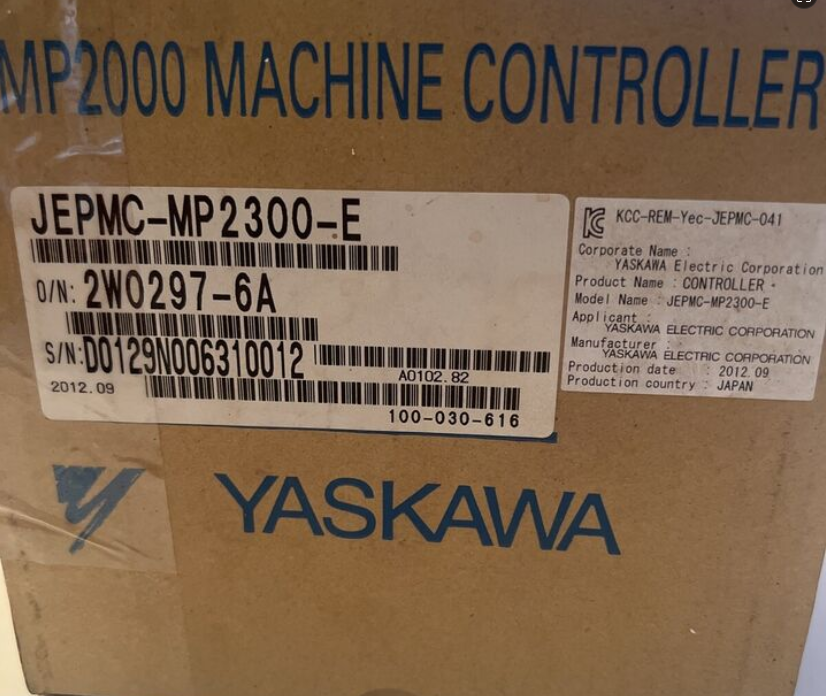 MP2000 MACHINE CONTROLLER
JEPMC-MP2300-E
O/N: 2W0297-6A
S/N:D0129N006310012
A0102.82
2012.09
100-030-616
KCC-REM-Yec-JEPMC-041
Corporate Name :
YASKAWA Electric Corporation
Product Name : CONTROLLER
Model Name : JEPMC-MP2300-E
Applicant :
YASKAWA ELECTRIC CORPORATION
Manufacturer :
YASKAWA ELECTRIC CORPORATION
Production date : 2012.09
Production country : JAPAN
YASKAWA